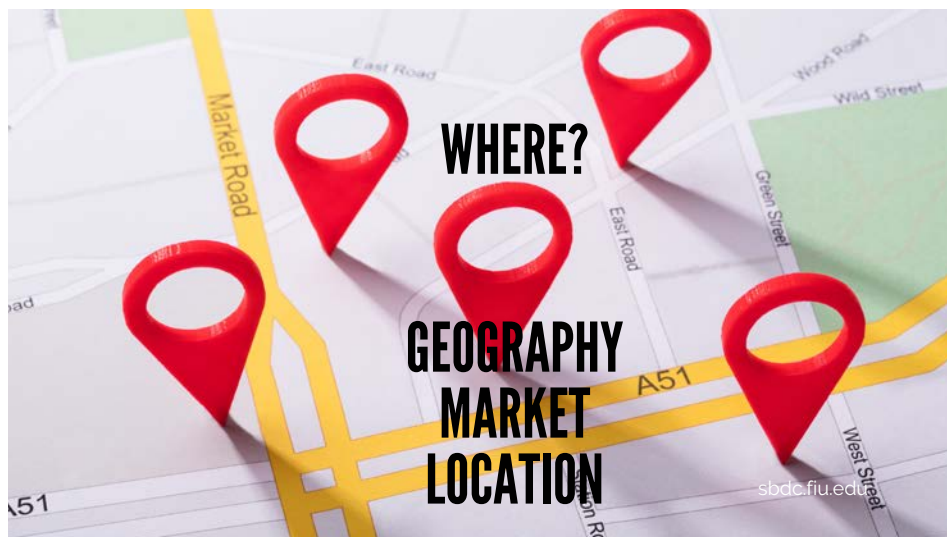 East Road
Wood Road
Wild Street
Market Road
WHERE?
Green Street
East Road
GEOGRAPHY
A51
MARKET
West Street
LOCATION
sbdc.fiu.edu
A51